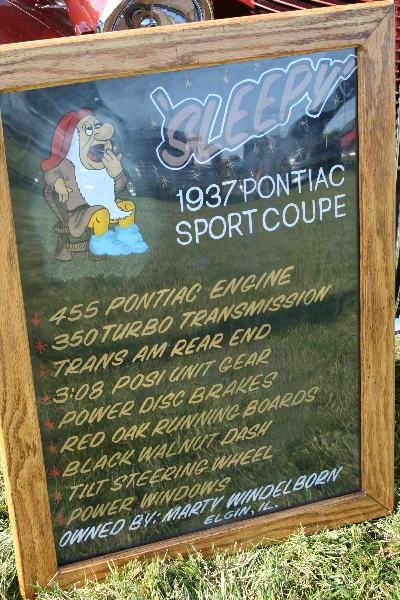 'SLEEPY'
1937 PONTIAC
SPORT COUPE
* 455 PONTIAC ENGINE
* 350 TURBO TRANSMISSION
* TRANS AM REAR END
* 3:08 POSI UNIT GEAR
* POWER DISC BRAKES
* RED OAK RUNNING BOARDS
* BLACK WALNUT DASH
* TILT STEERING WHEEL
* POWER WINDOWS
OWNED BY: MARTY WINDELBORN
ELGIN, IL.